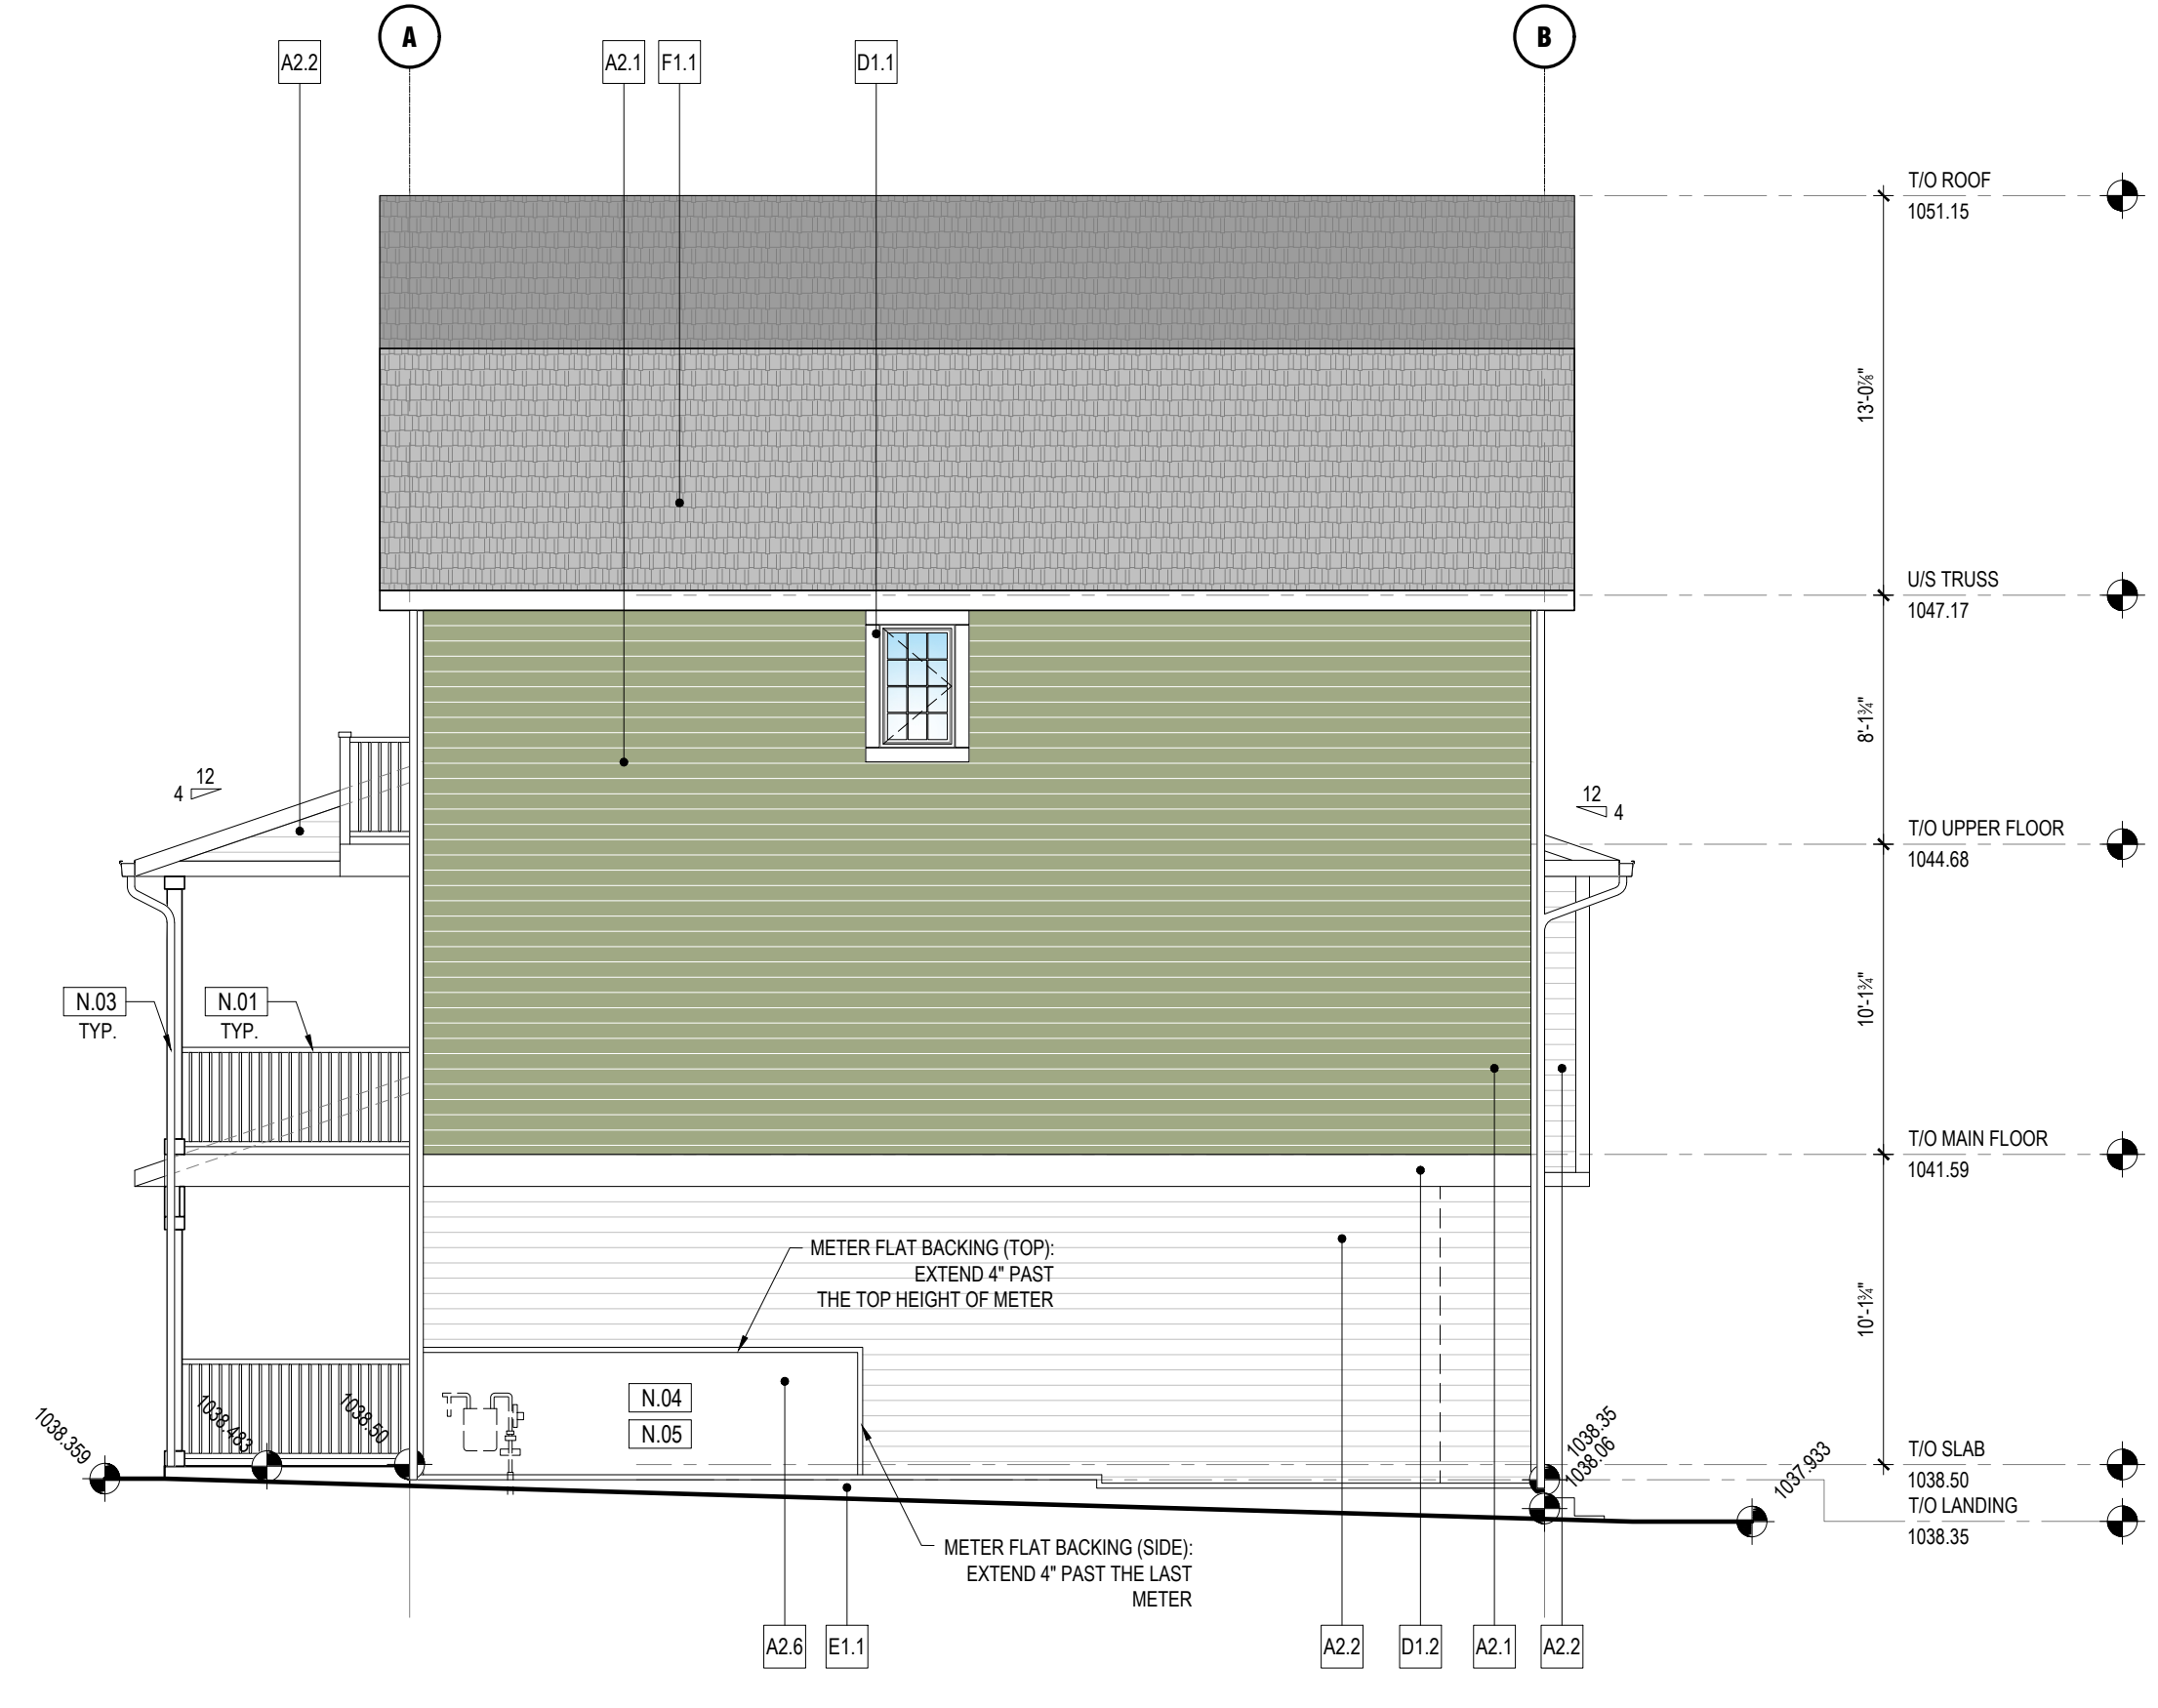 A
B
A2.2
A2.1
F1.1
D1.1
T/O ROOF
1051.15
13'-0⅞"
U/S TRUSS
1047.17
8'-1¾"
12
4
12
4
T/O UPPER FLOOR
1044.68
N.03
TYP.
N.01
TYP.
10'-1¾"
T/O MAIN FLOOR
1041.59
METER FLAT BACKING (TOP):
EXTEND 4" PAST
THE TOP HEIGHT OF METER
10'-1¾"
N.04
N.05
1038.359
1038.483
1038.50
1038.35
1038.06
1037.933
T/O SLAB
1038.50
T/O LANDING
1038.35
METER FLAT BACKING (SIDE):
EXTEND 4" PAST THE LAST
METER
A2.6
E1.1
A2.2
D1.2
A2.1
A2.2